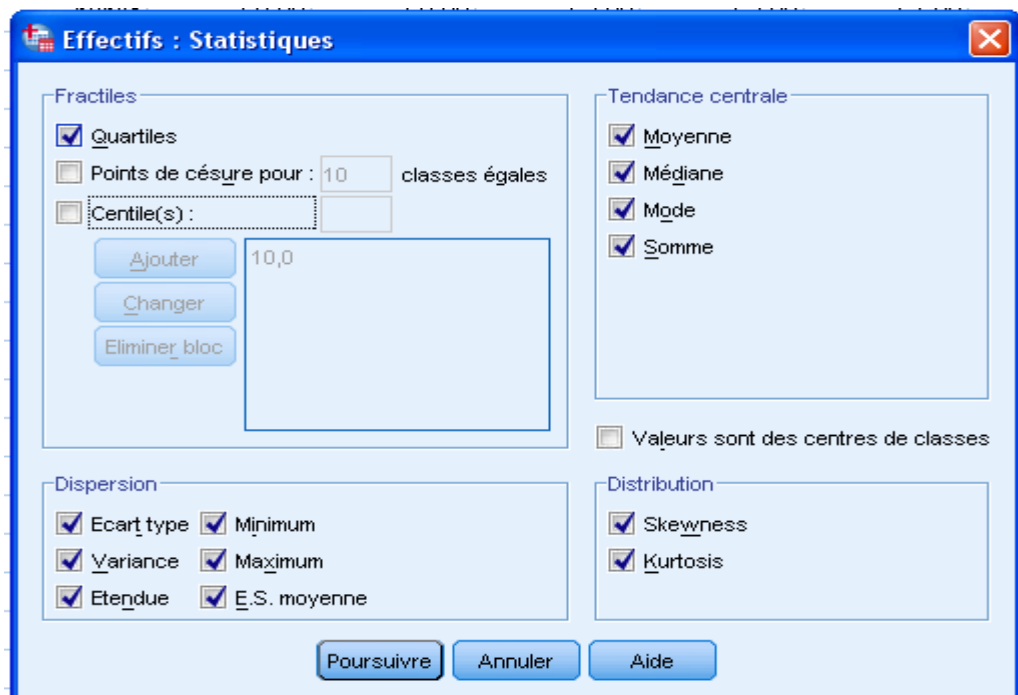 Effectifs : Statistiques
Fractiles
Quartiles
Points de césure pour : 10 classes égales
Centile(s) :
Ajouter
Changer
Eliminer bloc
10,0
Tendance centrale
Moyenne
Médiane
Mode
Somme
Valeurs sont des centres de classes
Dispersion
Ecart type Minimum
Variance Maximum
Etendue E.S. moyenne
Distribution
Skewness
Kurtosis
Poursuivre Annuler Aide